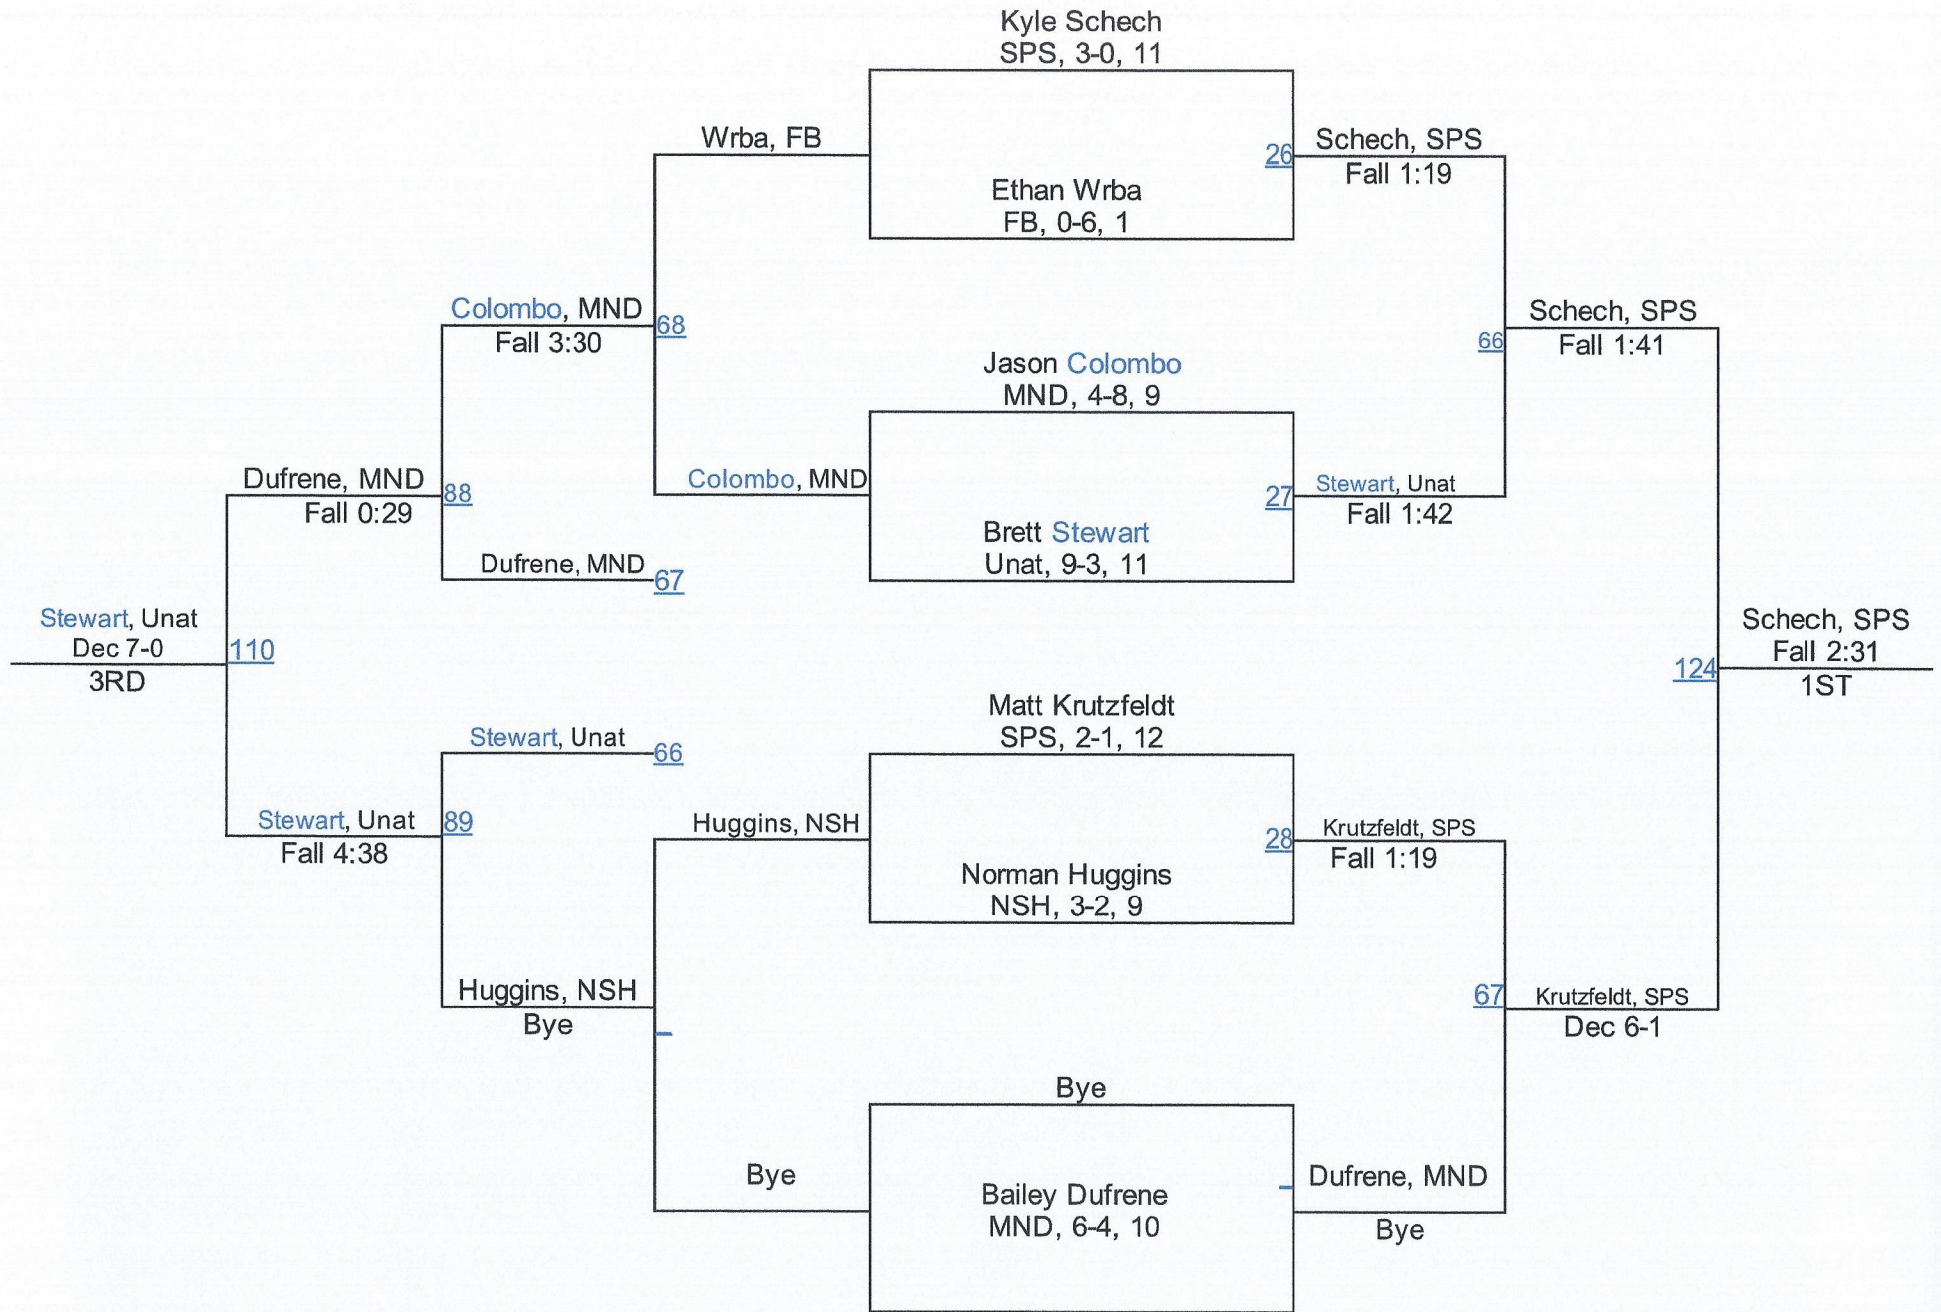 Kyle Schech
SPS, 3-0, 11
Wrba, FB
26
Schech, SPS
Fall 1:19
Ethan Wrba
FB, 0-6, 1
Colombo, MND
Fall 3:30
68
66
Schech, SPS
Fall 1:41
Jason Colombo
MND, 4-8, 9
Dufrene, MND
Fall 0:29
88
Colombo, MND
27
Stewart, Unat
Fall 1:42
Brett Stewart
Unat, 9-3, 11
Dufrene, MND
67
Stewart, Unat
Dec 7-0
3RD
110
124
Schech, SPS
Fall 2:31
1ST
Matt Krutzfeldt
SPS, 2-1, 12
Stewart, Unat
66
Stewart, Unat
Fall 4:38
89
Huggins, NSH
28
Krutzfeldt, SPS
Fall 1:19
Norman Huggins
NSH, 3-2, 9
Huggins, NSH
Bye
67
Krutzfeldt, SPS
Dec 6-1
Bye
Bye
Bailey Dufrene
MND, 6-4, 10
Dufrene, MND
Bye